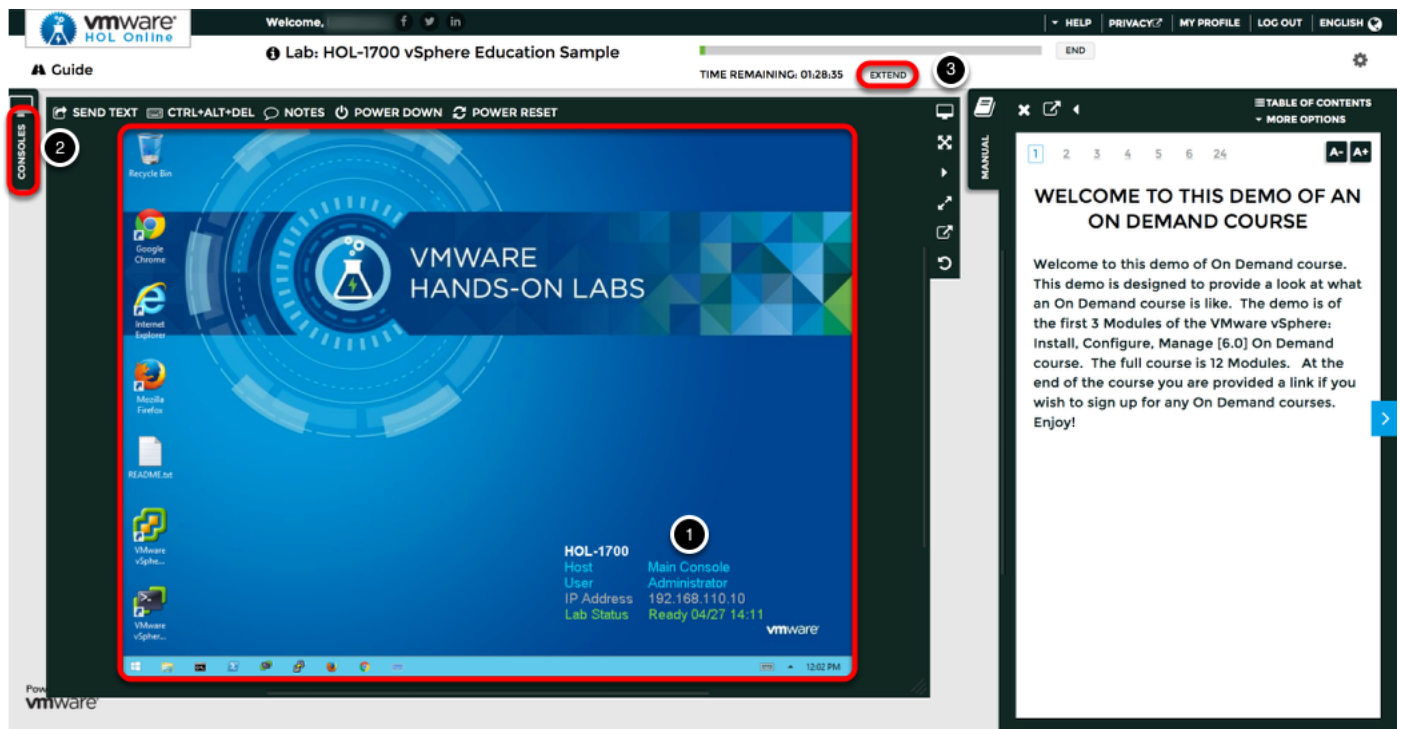 vmware
HOL Online
Welcome,
HELP
PRIVACY
MY PROFILE
LOG OUT
ENGLISH
Guide
Lab: HOL-1700 vSphere Education Sample
END
TIME REMAINING: 01:28:35
EXTEND
3
CONSOLES
2
SEND TEXT
CTRL+ALT+DEL
NOTES
POWER DOWN
POWER RESET
Recycle Bin
Google
Chrome
Internet
Explorer
Mozilla
Firefox
README.txt
VMware
vSphe...
VMware
vSpher...
VMWARE
HANDS-ON LABS
1
HOL-1700
Host Main Console
User Administrator
IP Address 192.168.110.10
Lab Status Ready 04/27 14:11
vmware
12:02 PM
Pow
vmware
MANUAL
TABLE OF CONTENTS
MORE OPTIONS
1 2 3 4 5 6 24
A- A+
WELCOME TO THIS DEMO OF AN
ON DEMAND COURSE
Welcome to this demo of On Demand course.
This demo is designed to provide a look at what
an On Demand course is like. The demo is of
the first 3 Modules of the VMware vSphere:
Install, Configure, Manage [6.0] On Demand
course. The full course is 12 Modules. At the
end of the course you are provided a link if you
wish to sign up for any On Demand courses.
Enjoy!